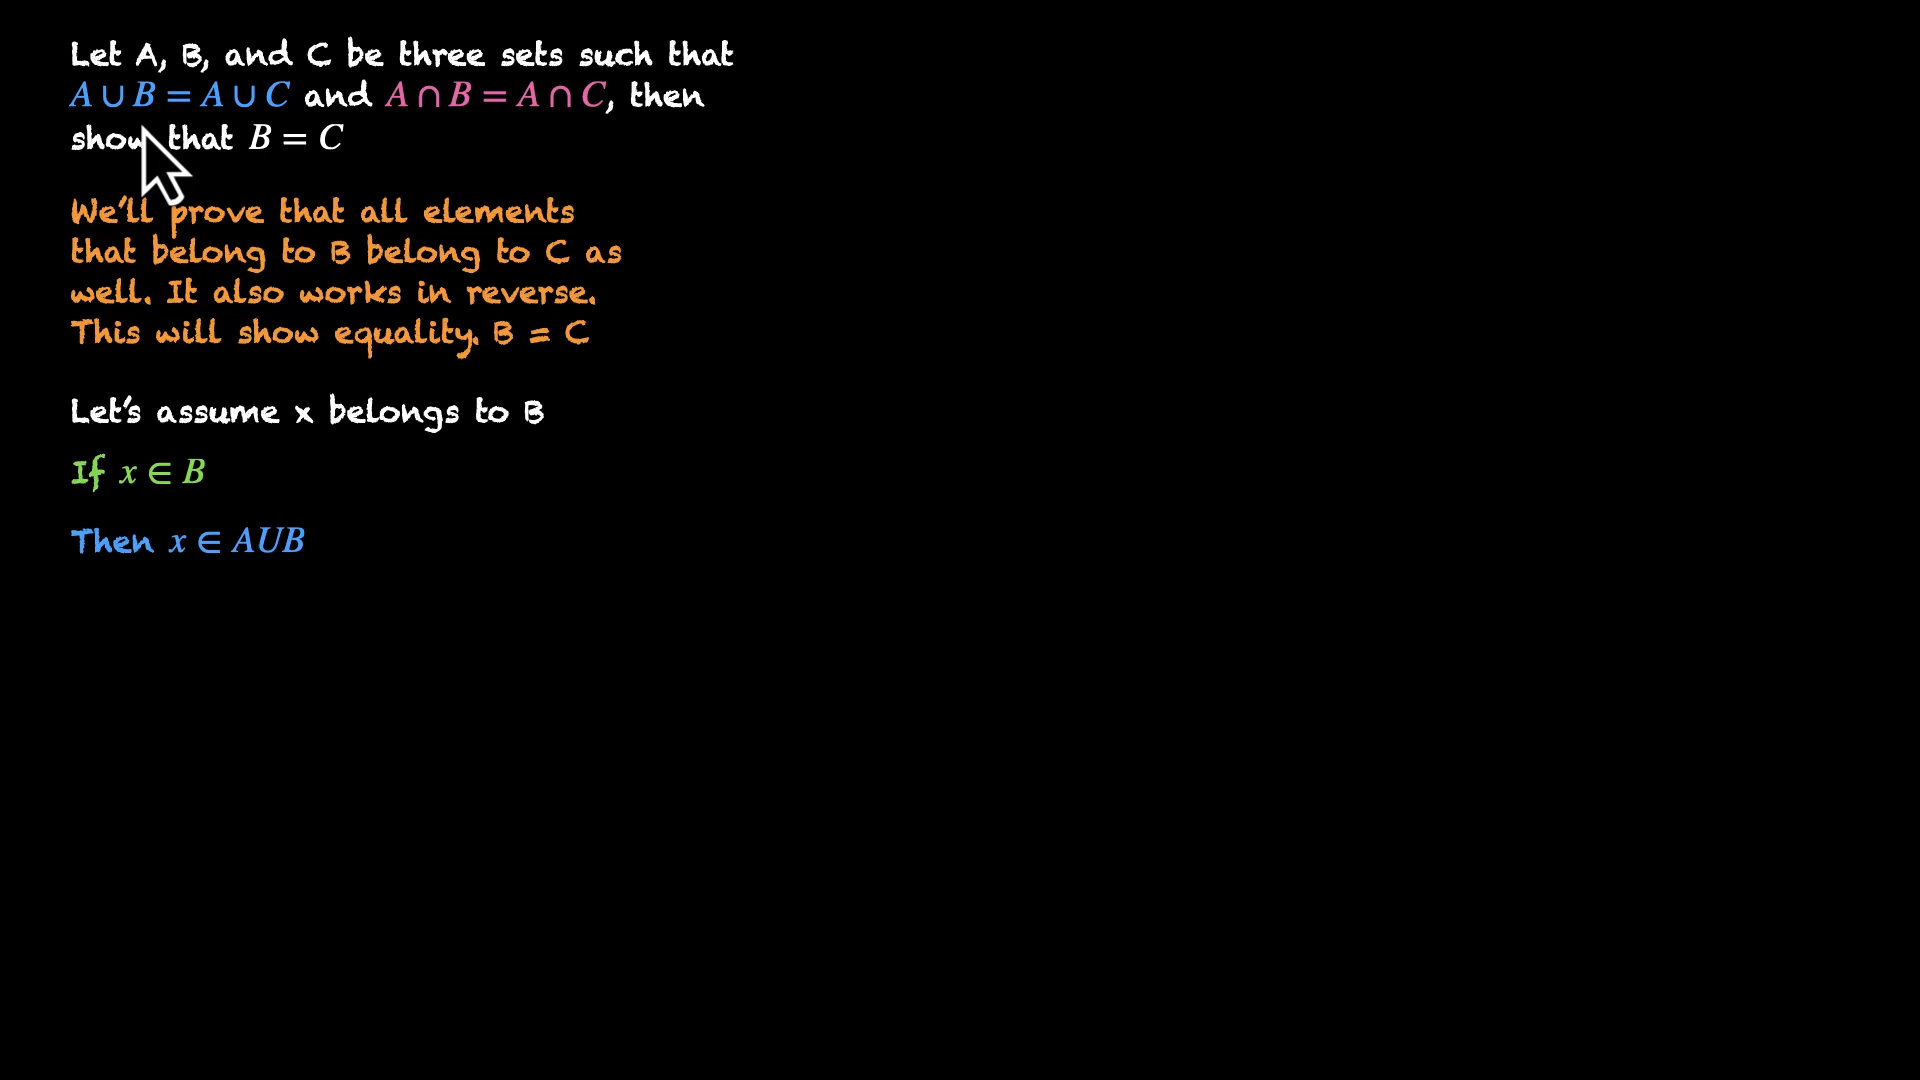 Let A, B, and C be three sets such that
A ∪ B = A ∪ C and A ∩ B = A ∩ C, then
show that B = C
We'll prove that all elements
that belong to B belong to C as
well. It also works in reverse.
This will show equality. B = C
Let's assume x belongs to B
If x ∈ B
Then x ∈ AUB